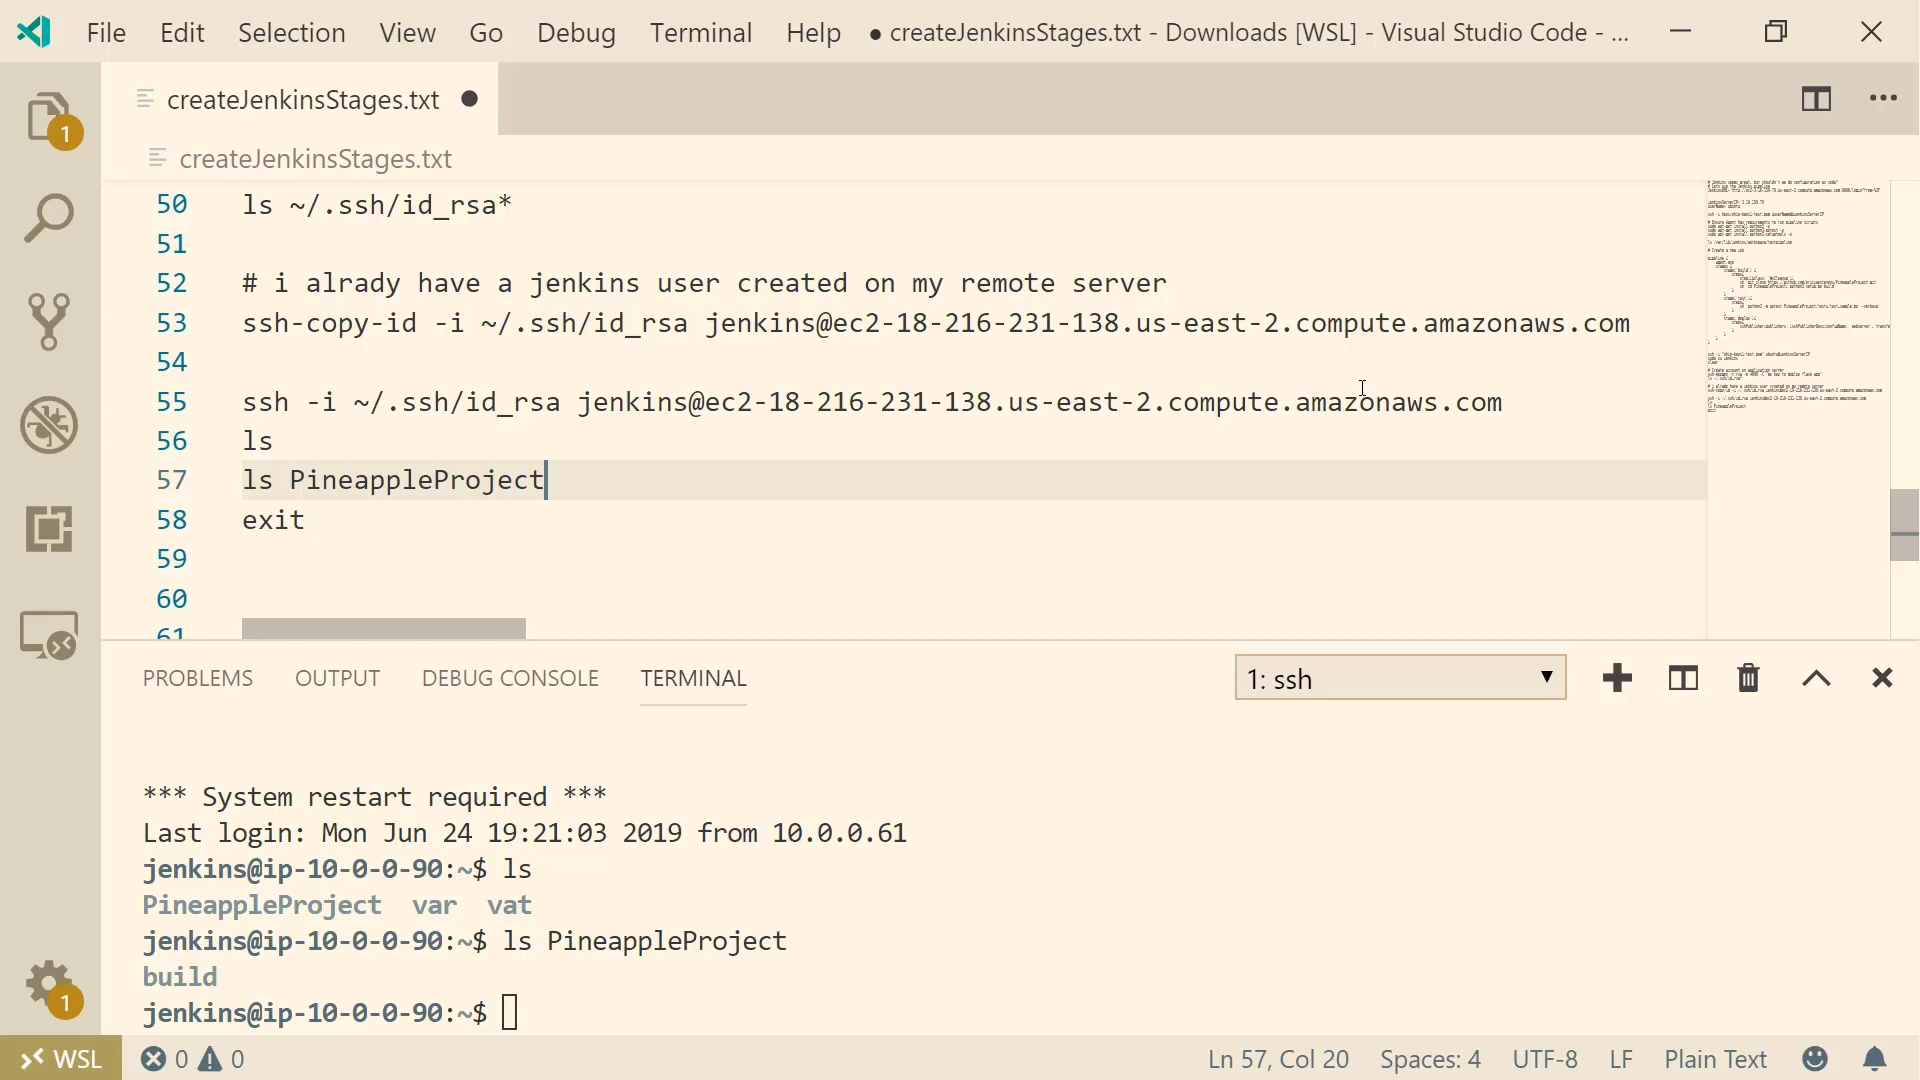 File Edit Selection View Go Debug Terminal Help ● createJenkinsStages.txt - Downloads [WSL] - Visual Studio Code - ...
createJenkinsStages.txt ●
createJenkinsStages.txt
50 ls ~/.ssh/id_rsa*
51
52 # i alrady have a jenkins user created on my remote server
53 ssh-copy-id -i ~/.ssh/id_rsa jenkins@ec2-18-216-231-138.us-east-2.compute.amazonaws.com
54
55 ssh -i ~/.ssh/id_rsa jenkins@ec2-18-216-231-138.us-east-2.compute.amazonaws.com
56 ls
57 ls PineappleProject
58 exit
59
60
61
PROBLEMS OUTPUT DEBUG CONSOLE TERMINAL 1: ssh
*** System restart required ***
Last login: Mon Jun 24 19:21:03 2019 from 10.0.0.61
jenkins@ip-10-0-0-90:~$ ls
PineappleProject var vat
jenkins@ip-10-0-0-90:~$ ls PineappleProject
build
jenkins@ip-10-0-0-90:~$
1
1
WSL 0 0 Ln 57, Col 20 Spaces: 4 UTF-8 LF Plain Text